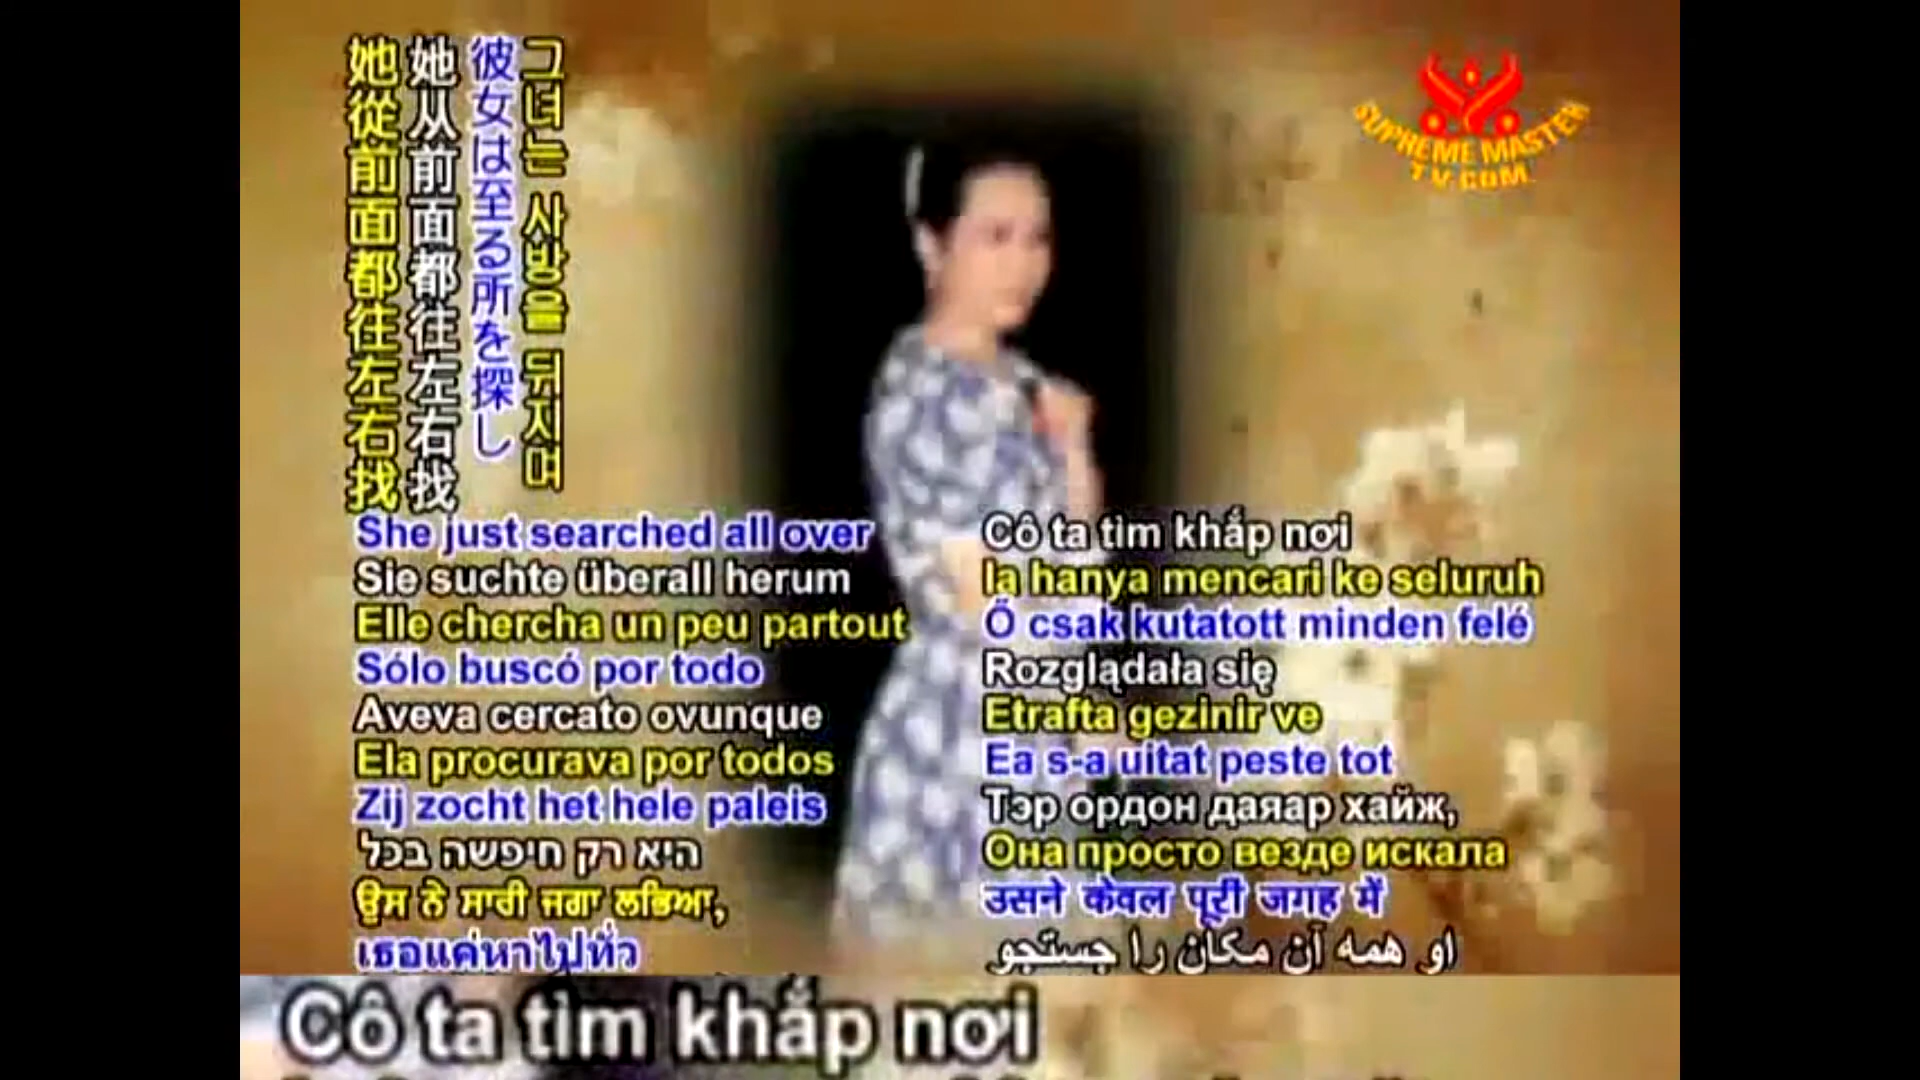 그녀는 사방을 뒤지며
彼女は至る所を探し
她从前面都往左右找
她從前面都往左右找
SUPREME MASTER
TV.COM
She just searched all over
Sie suchte überall herum
Elle chercha un peu partout
Sólo buscó por todo
Aveva cercato ovunque
Ela procurava por todos
Zij zocht het hele paleis
היא רק חיפשה בכל
ਉਸ ਨੇ ਸਾਰੀ ਜਗਾ ਲਭਿਆ,
เธอแค่หาไปทั่ว
Cô ta tìm khắp nơi
Ia hanya mencari ke seluruh
Ő csak kutatott minden felé
Rozglądała się
Etrafta gezinir ve
Ea s-a uitat peste tot
Тэр ордон даяар хайж,
Она просто везде искала
उसने केवल पूरी जगह में
او همه آن مکان را جستجو
Cô ta tìm khắp nơi